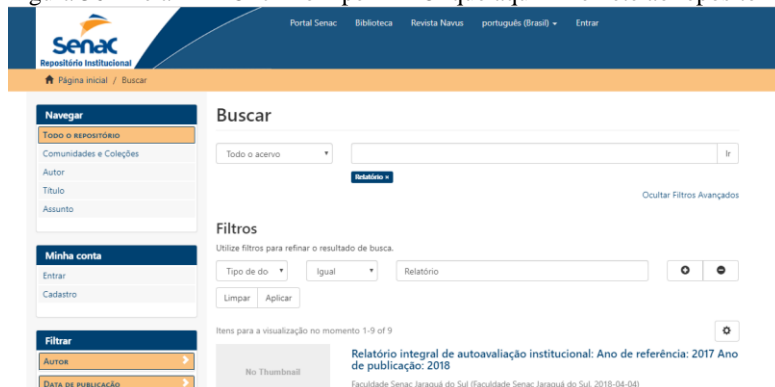 Portal Senac Biblioteca Revista Navus português (Brasil) Entrar
Senac
Repositório Institucional
Página inicial / Buscar
Navegar
Todo o repositório
Comunidades e Coleções
Autor
Título
Assunto
Minha conta
Entrar
Cadastro
Filtrar
Autor
Data de publicação
Buscar
Todo o acervo Ir
Relatório ×
Ocultar Filtros Avançados
Filtros
Utilize filtros para refinar o resultado de busca.
Tipo de do Igual Relatório
Limpar Aplicar
Itens para a visualização no momento 1-9 of 9
No Thumbnail
Relatório integral de autoavaliação institucional: Ano de referência: 2017 Ano
de publicação: 2018
Faculdade Senac Jaraguá do Sul (Faculdade Senac Jaraguá do Sul, 2018-04-04)